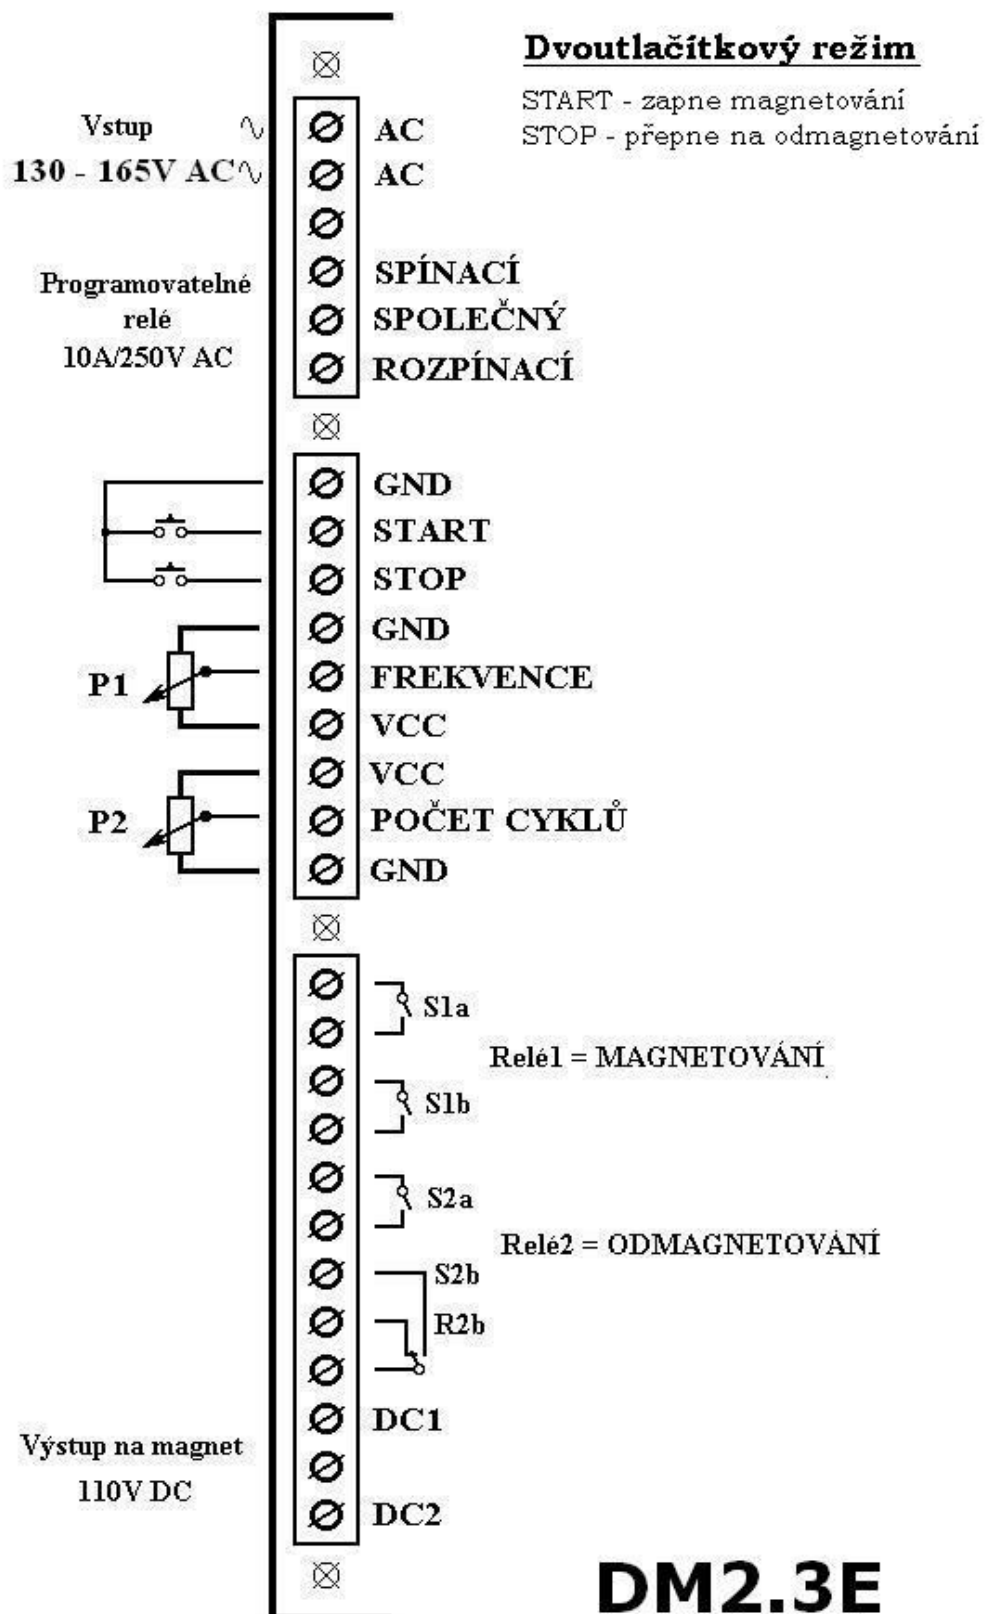 Dvoutlačítkový režim
START - zapne magnetování
STOP - přepne na odmagnetování
Vstup
130 - 165V AC
AC
AC
Programovatelné
relé
10A/250V AC
SPÍNACÍ
SPOLEČNÝ
ROZPÍNACÍ
GND
START
STOP
GND
P1
FREKVENCE
VCC
VCC
P2
POČET CYKLŮ
GND
S1a
Relé1 = MAGNETOVÁNÍ
S1b
S2a
Relé2 = ODMAGNETOVÁNÍ
S2b
R2b
DC1
Výstup na magnet
110V DC
DC2
DM2.3E